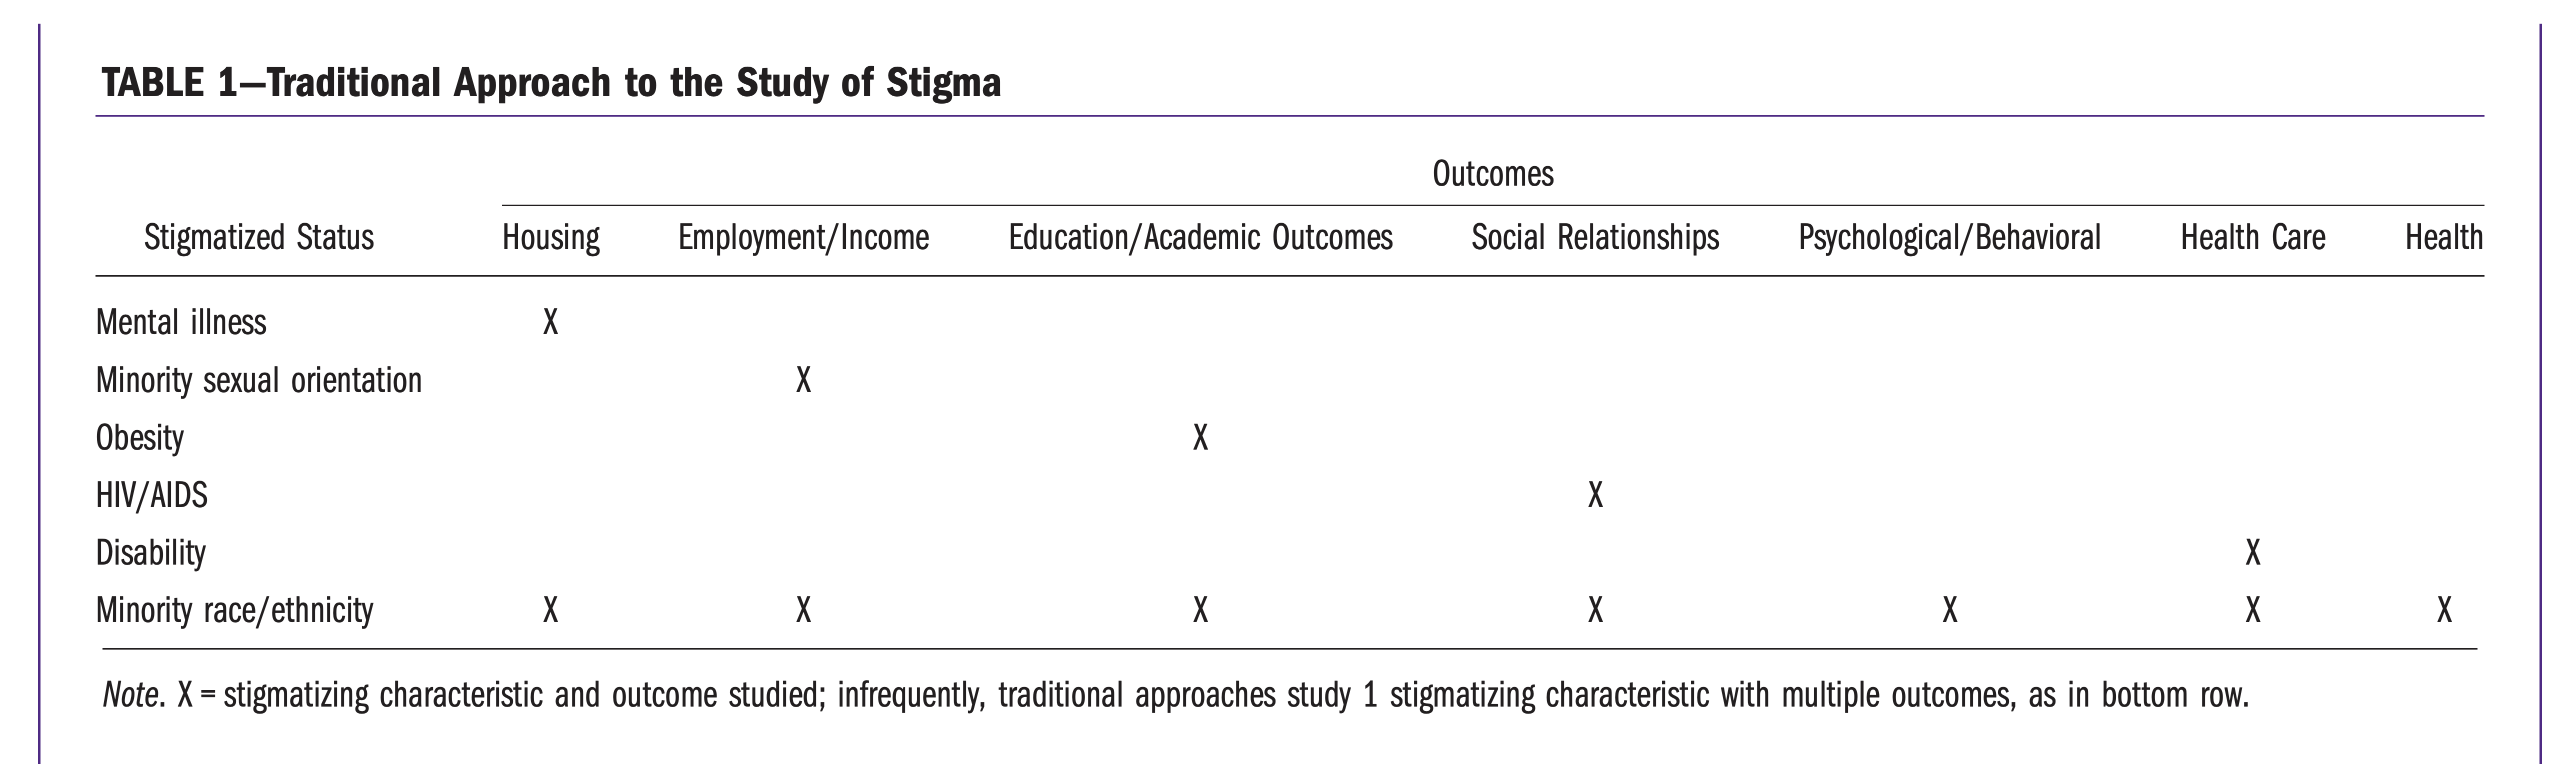 TABLE 1—Traditional Approach to the Study of Stigma
Outcomes
Stigmatized Status Housing Employment/Income Education/Academic Outcomes Social Relationships Psychological/Behavioral Health Care Health
Mental illness X
Minority sexual orientation X
Obesity X
HIV/AIDS X
Disability X
Minority race/ethnicity X X X X X X X
Note. X = stigmatizing characteristic and outcome studied; infrequently, traditional approaches study 1 stigmatizing characteristic with multiple outcomes, as in bottom row.